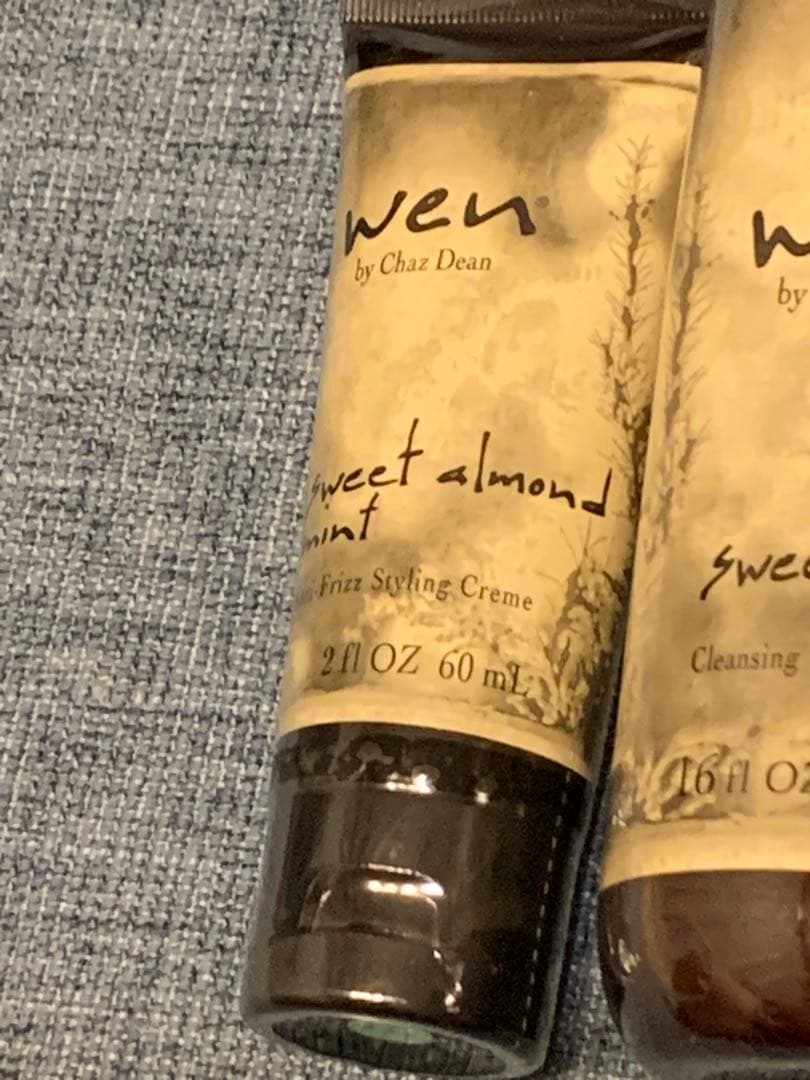 wen®
by Chaz Dean
sweet almond
mint
Frizz Styling Creme
2 fl OZ 60 mL
by
Cleansing
16 fl OZ